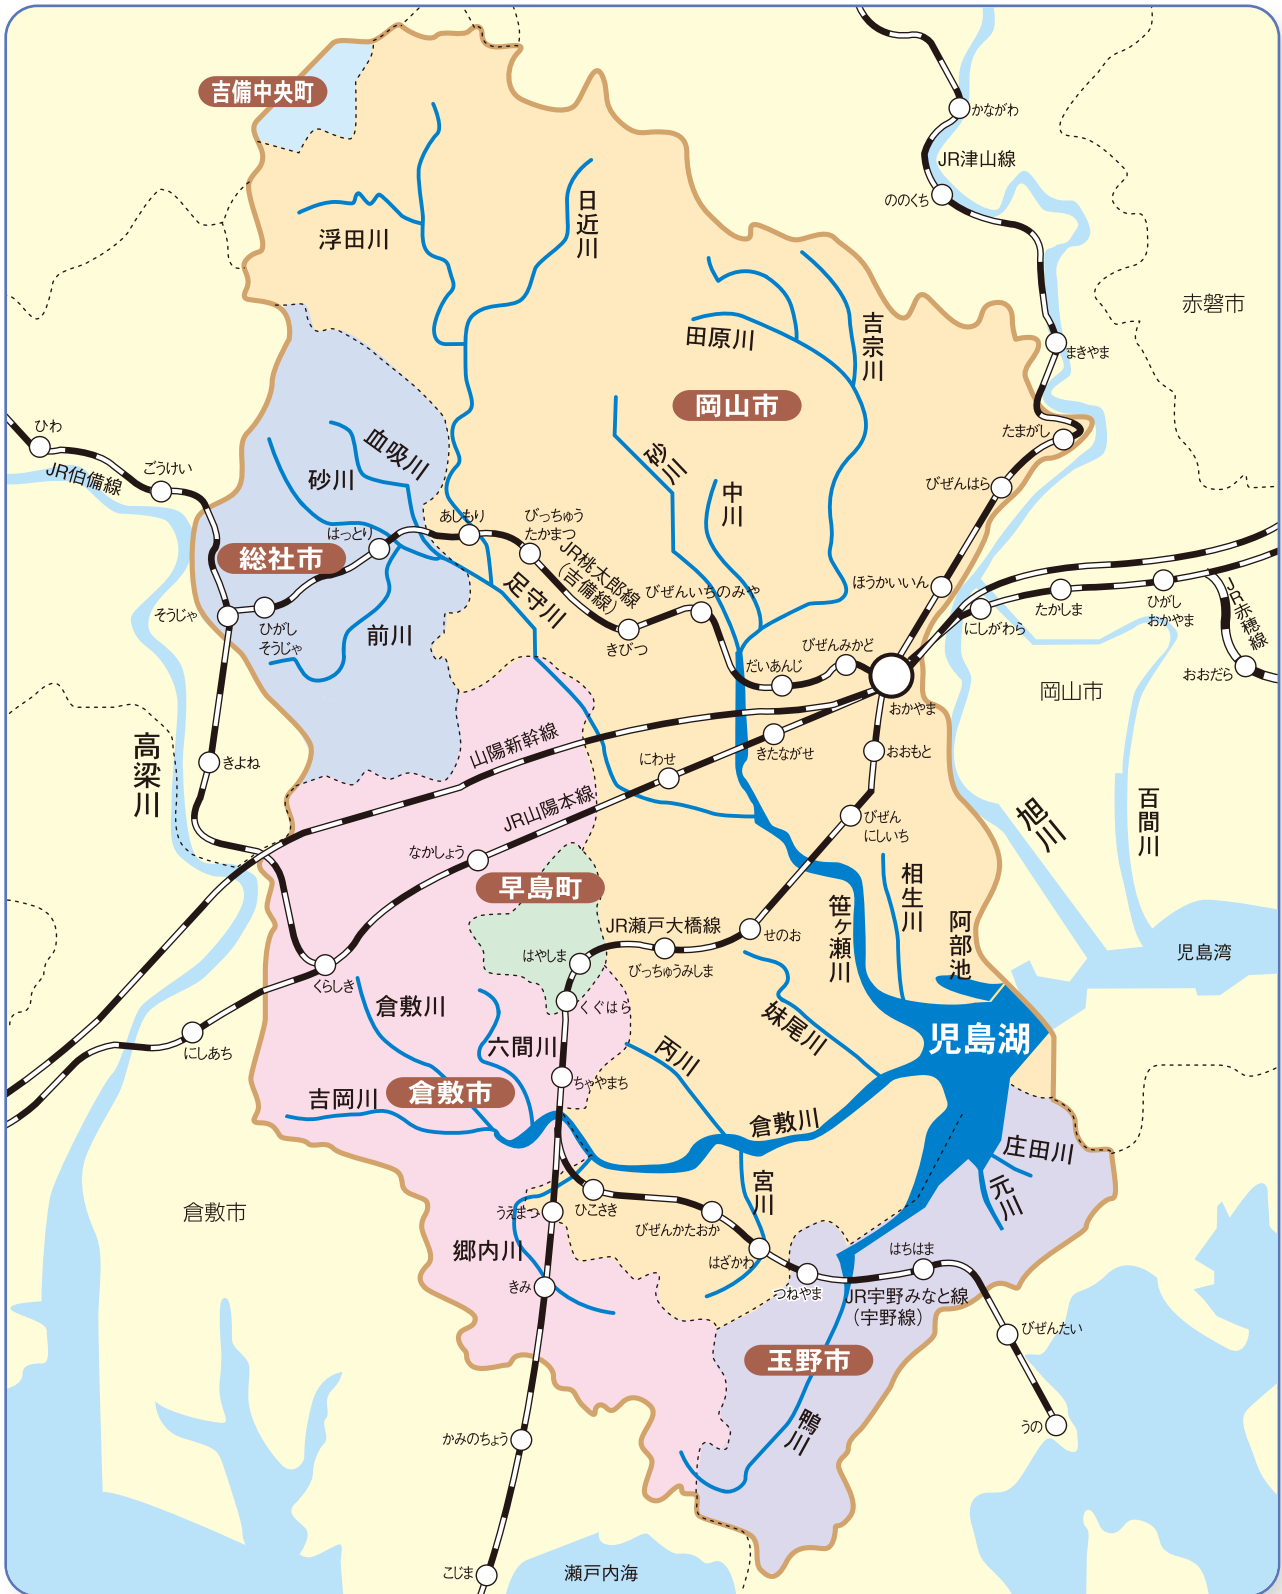 吉備中央町
かながわ
JR津山線
ののくち
日近川
浮田川
赤磐市
田原川
吉宗川
まきやま
岡山市
ひわ
たまがし
JR伯備線
ごうけい
血吸川
砂川
砂川
中川
びぜんはら
あしもり
びっちゅう
たかまつ
はっとり
総社市
JR桃太郎線
(吉備線)
足守川
びぜんいちのみや
ほうかいいん
たかしま
ひがし
おかやま
JR赤穂線
そうじゃ
ひがし
そうじゃ
前川
きびつ
にしがわら
びぜんみかど
だいあんじ
おおだら
岡山市
おかやま
高梁川
きよね
山陽新幹線
にわせ
きたながせ
おおもと
JR山陽本線
びぜん
にしいち
旭川
百間川
なかしょう
早島町
相生川
笹ヶ瀬川
阿部池
JR瀬戸大橋線
せのお
はやしま
びっちゅうみしま
児島湾
くらしき
倉敷川
くぐはら
妹尾川
児島湖
にしあち
六間川
丙川
ちゃやまち
倉敷市
吉岡川
倉敷川
庄田川
宮川
元川
倉敷市
うえまつ
ひこさき
びぜんかたおか
郷内川
はざかわ
はちはま
きみ
つねやま
JR宇野みなと線
(宇野線)
びぜんたい
玉野市
鴨川
うの
かみのちょう
こじま
瀬戸内海